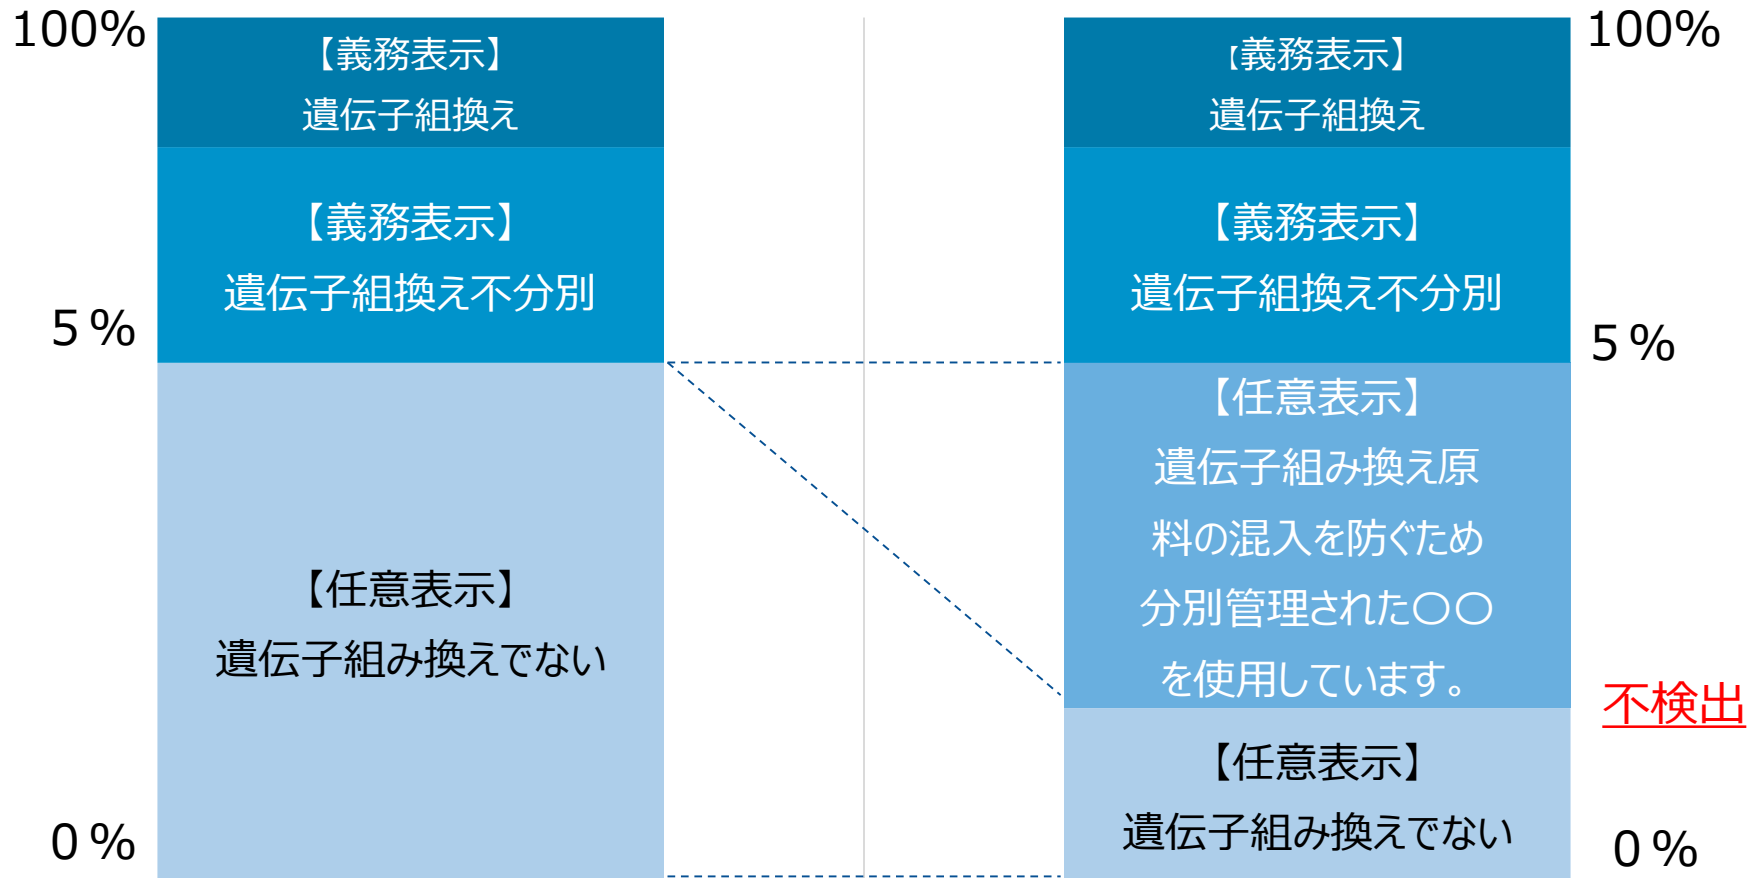 100%
【義務表示】
遺伝子組換え
【義務表示】
遺伝子組換え不分別
5%
【任意表示】
遺伝子組み換えでない
0%
【義務表示】
遺伝子組換え
100%
【義務表示】
遺伝子組換え不分別
5%
【任意表示】
遺伝子組み換え原
料の混入を防ぐため
分別管理された〇〇
を使用しています。
不検出
【任意表示】
遺伝子組み換えでない
0%